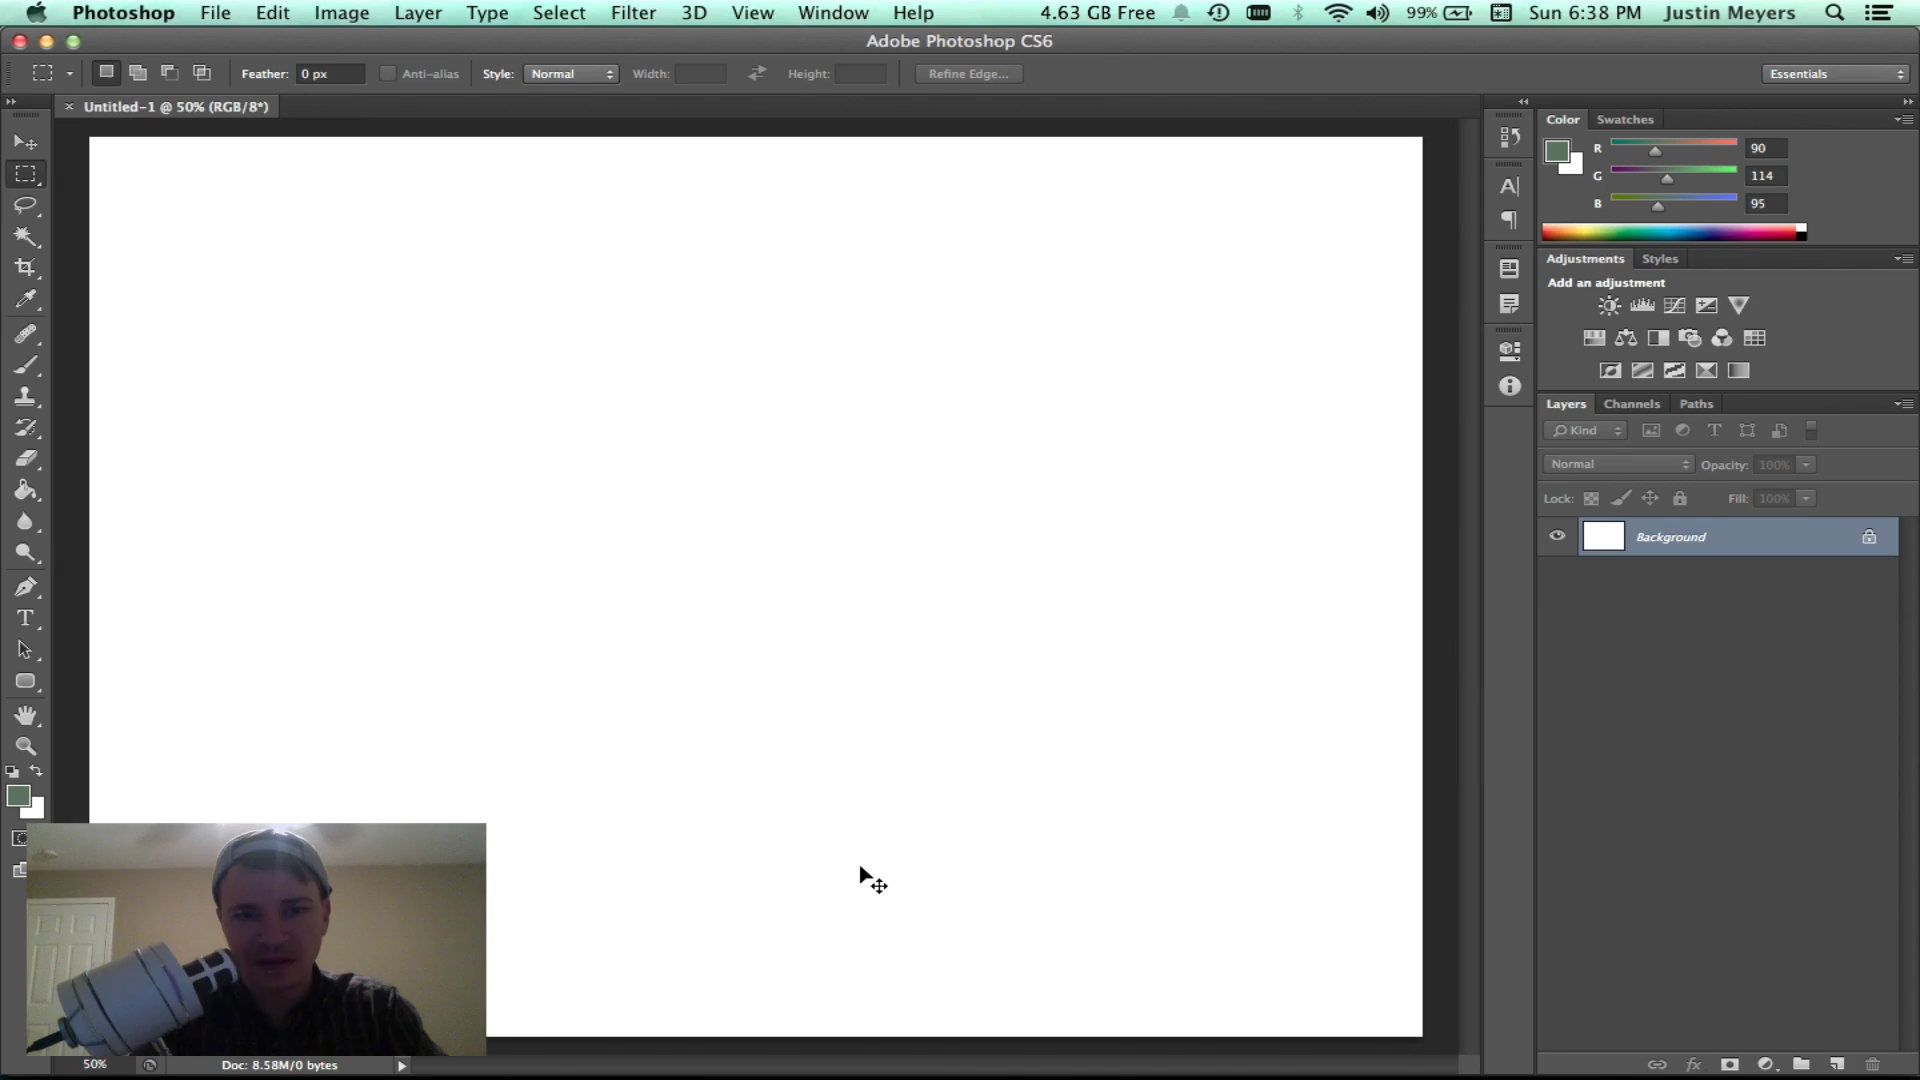 Photoshop File Edit Image Layer Type Select Filter 3D View Window Help 4.63 GB Free 99% Sun 6:38 PM Justin Meyers
Adobe Photoshop CS6
Feather: 0 px Anti-alias Style: Normal Width: Height: Refine Edge... Essentials
× Untitled-1 @ 50% (RGB/8*)
Color Swatches
R 90
G 114
B 95
Adjustments Styles
Add an adjustment
Layers Channels Paths
Kind
Normal Opacity: 100%
Lock: Fill: 100%
Background
50% Doc: 8.58M/0 bytes